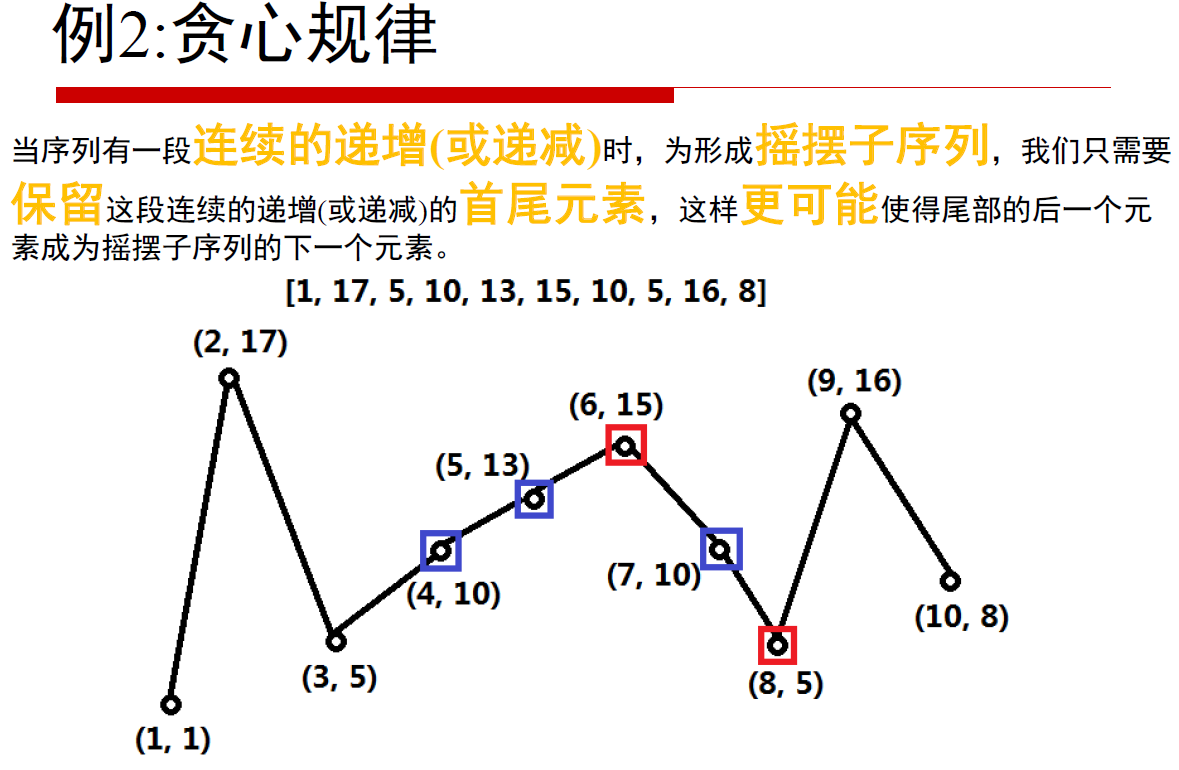 例2:贪心规律
当序列有一段连续的递增(或递减)时，为形成摇摆子序列，我们只需要
保留这段连续的递增(或递减)的首尾元素，这样更可能使得尾部的后一个元
素成为摇摆子序列的下一个元素。
[1, 17, 5, 10, 13, 15, 10, 5, 16, 8]
(2, 17)
(9, 16)
(6, 15)
(5, 13)
(7, 10)
(4, 10)
(10, 8)
(3, 5)
(8, 5)
(1, 1)